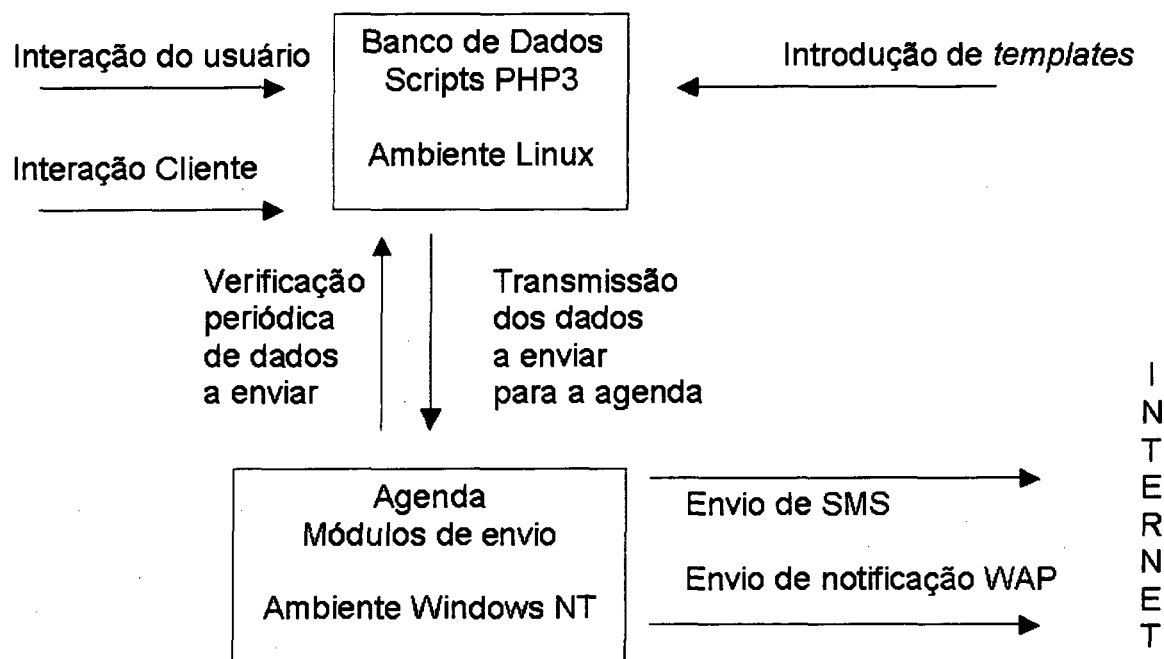 Interação do usuário
Banco de Dados
Scripts PHP3
Ambiente Linux
Introdução de templates
Interação Cliente
Verificação
periódica
de dados
a enviar
Transmissão
dos dados
a enviar
para a agenda
Agenda
Módulos de envio
Ambiente Windows NT
Envio de SMS
Envio de notificação WAP
INTERNET